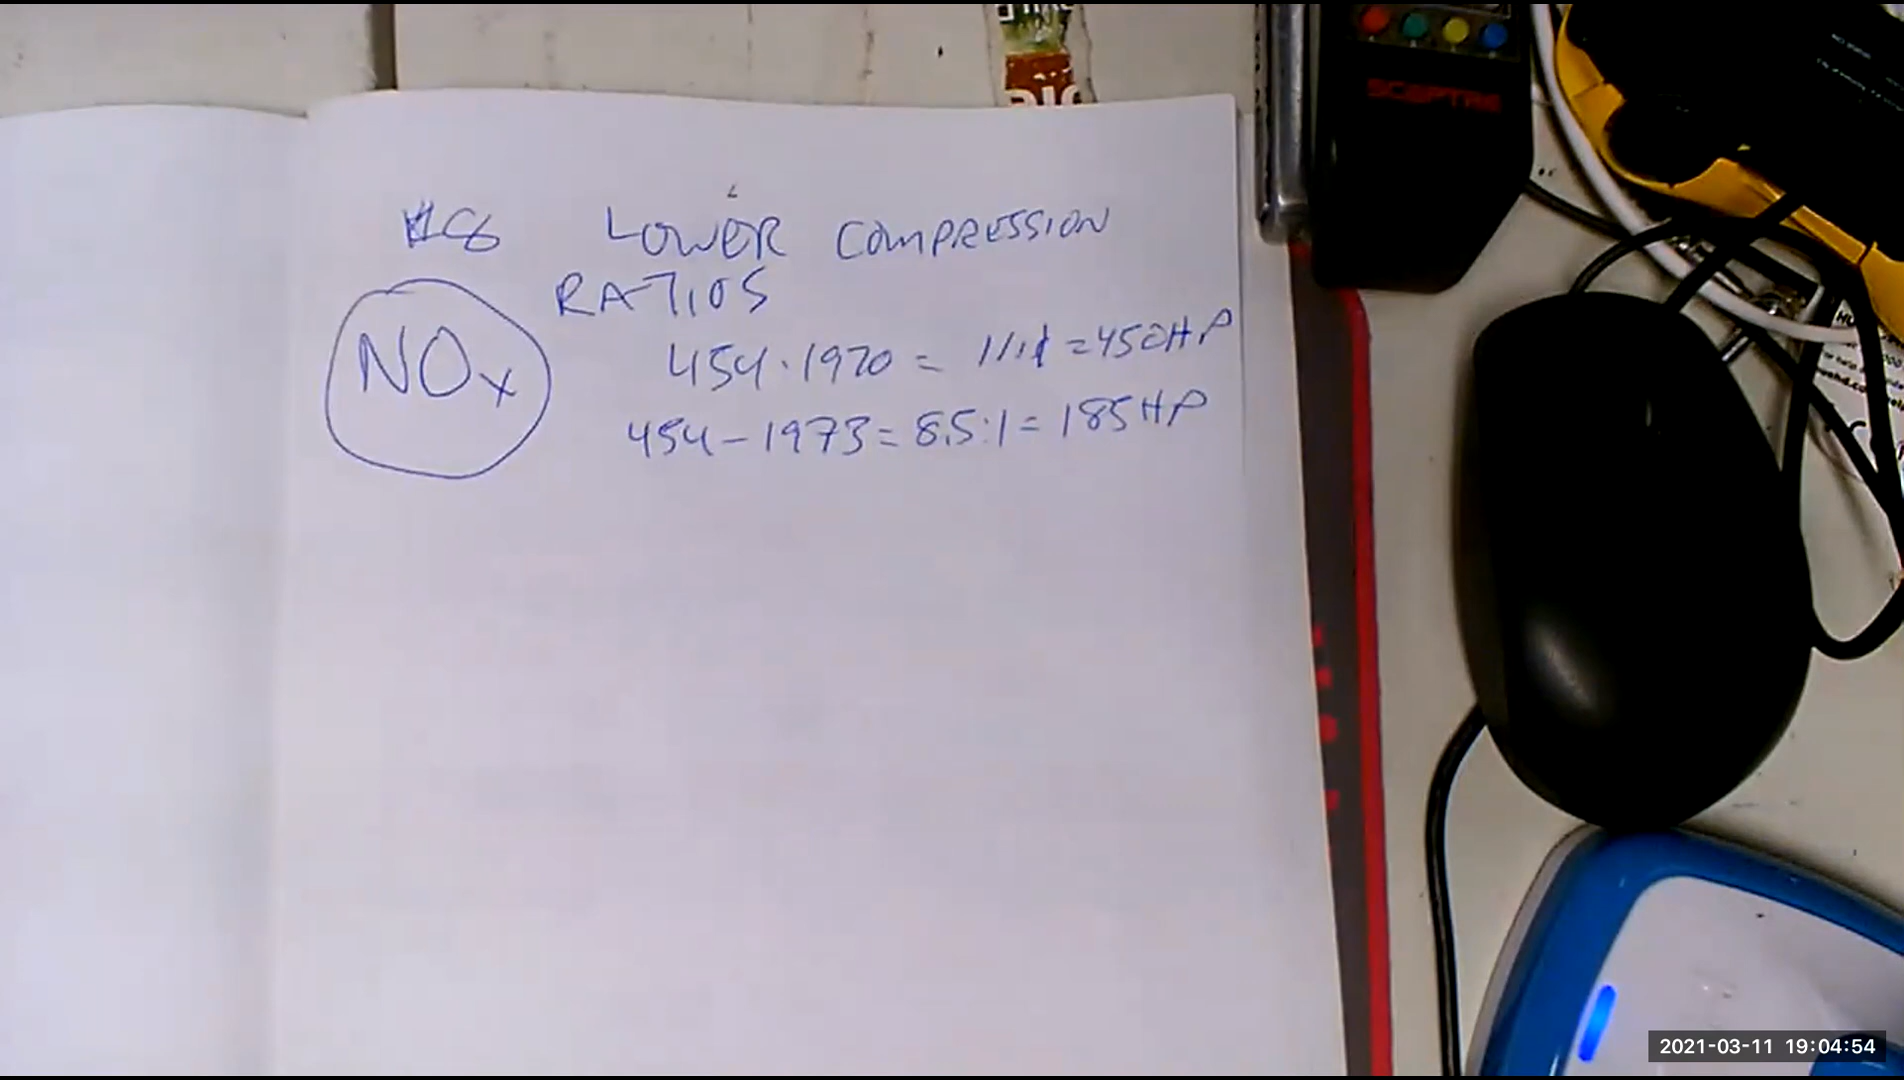 #8 LOWER COMPRESSION
RATIOS
NOx
454 · 1970 = 11:1 = 450HP
454 - 1973 = 8.5:1 = 185HP
SCEPTRE
2021-03-11 19:04:54